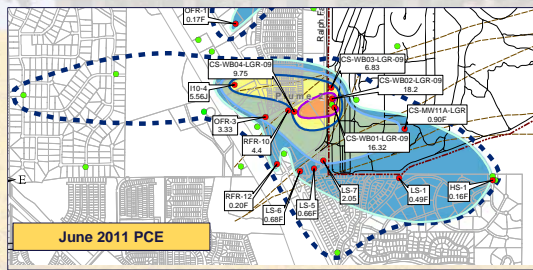 OFR-1
0.17F
Ralph
CS-WB03-LGR-09
6.83
CS-WB04-LGR-09
9.75
CS-WB02-LGR-09
18.2
I10-4
5.56J
Plume
CS-MW11A-LGR
0.90F
OFR-3
3.33
CS-WB01-LGR-09
16.32
RFR-10
4.4
E
RFR-12
0.20F
LS-6
0.68F
LS-5
0.66F
LS-7
2.05
LS-1
0.49F
HS-1
0.16F
June 2011 PCE